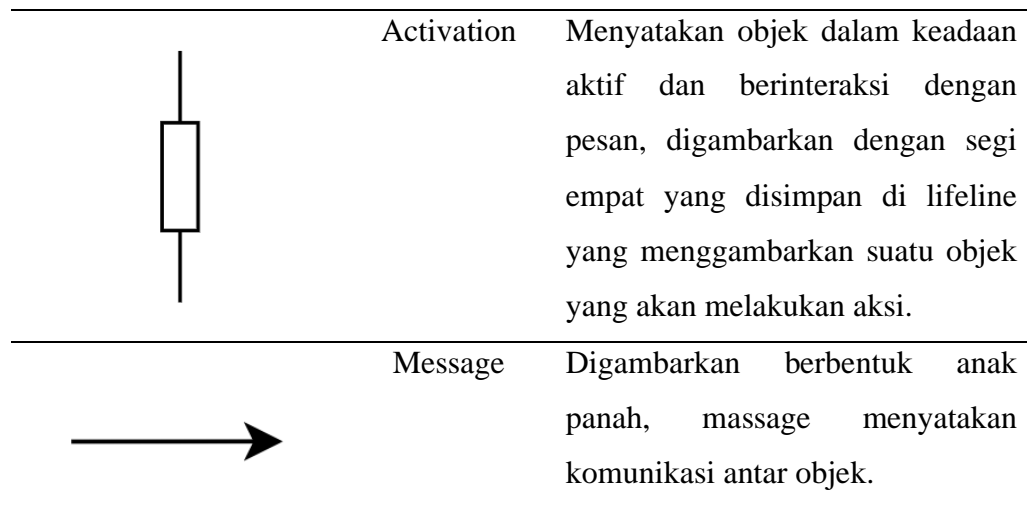 Activation Menyatakan objek dalam keadaan
aktif dan berinteraksi dengan
pesan, digambarkan dengan segi
empat yang disimpan di lifeline
yang menggambarkan suatu objek
yang akan melakukan aksi.
Message Digambarkan berbentuk anak
panah, massage menyatakan
komunikasi antar objek.